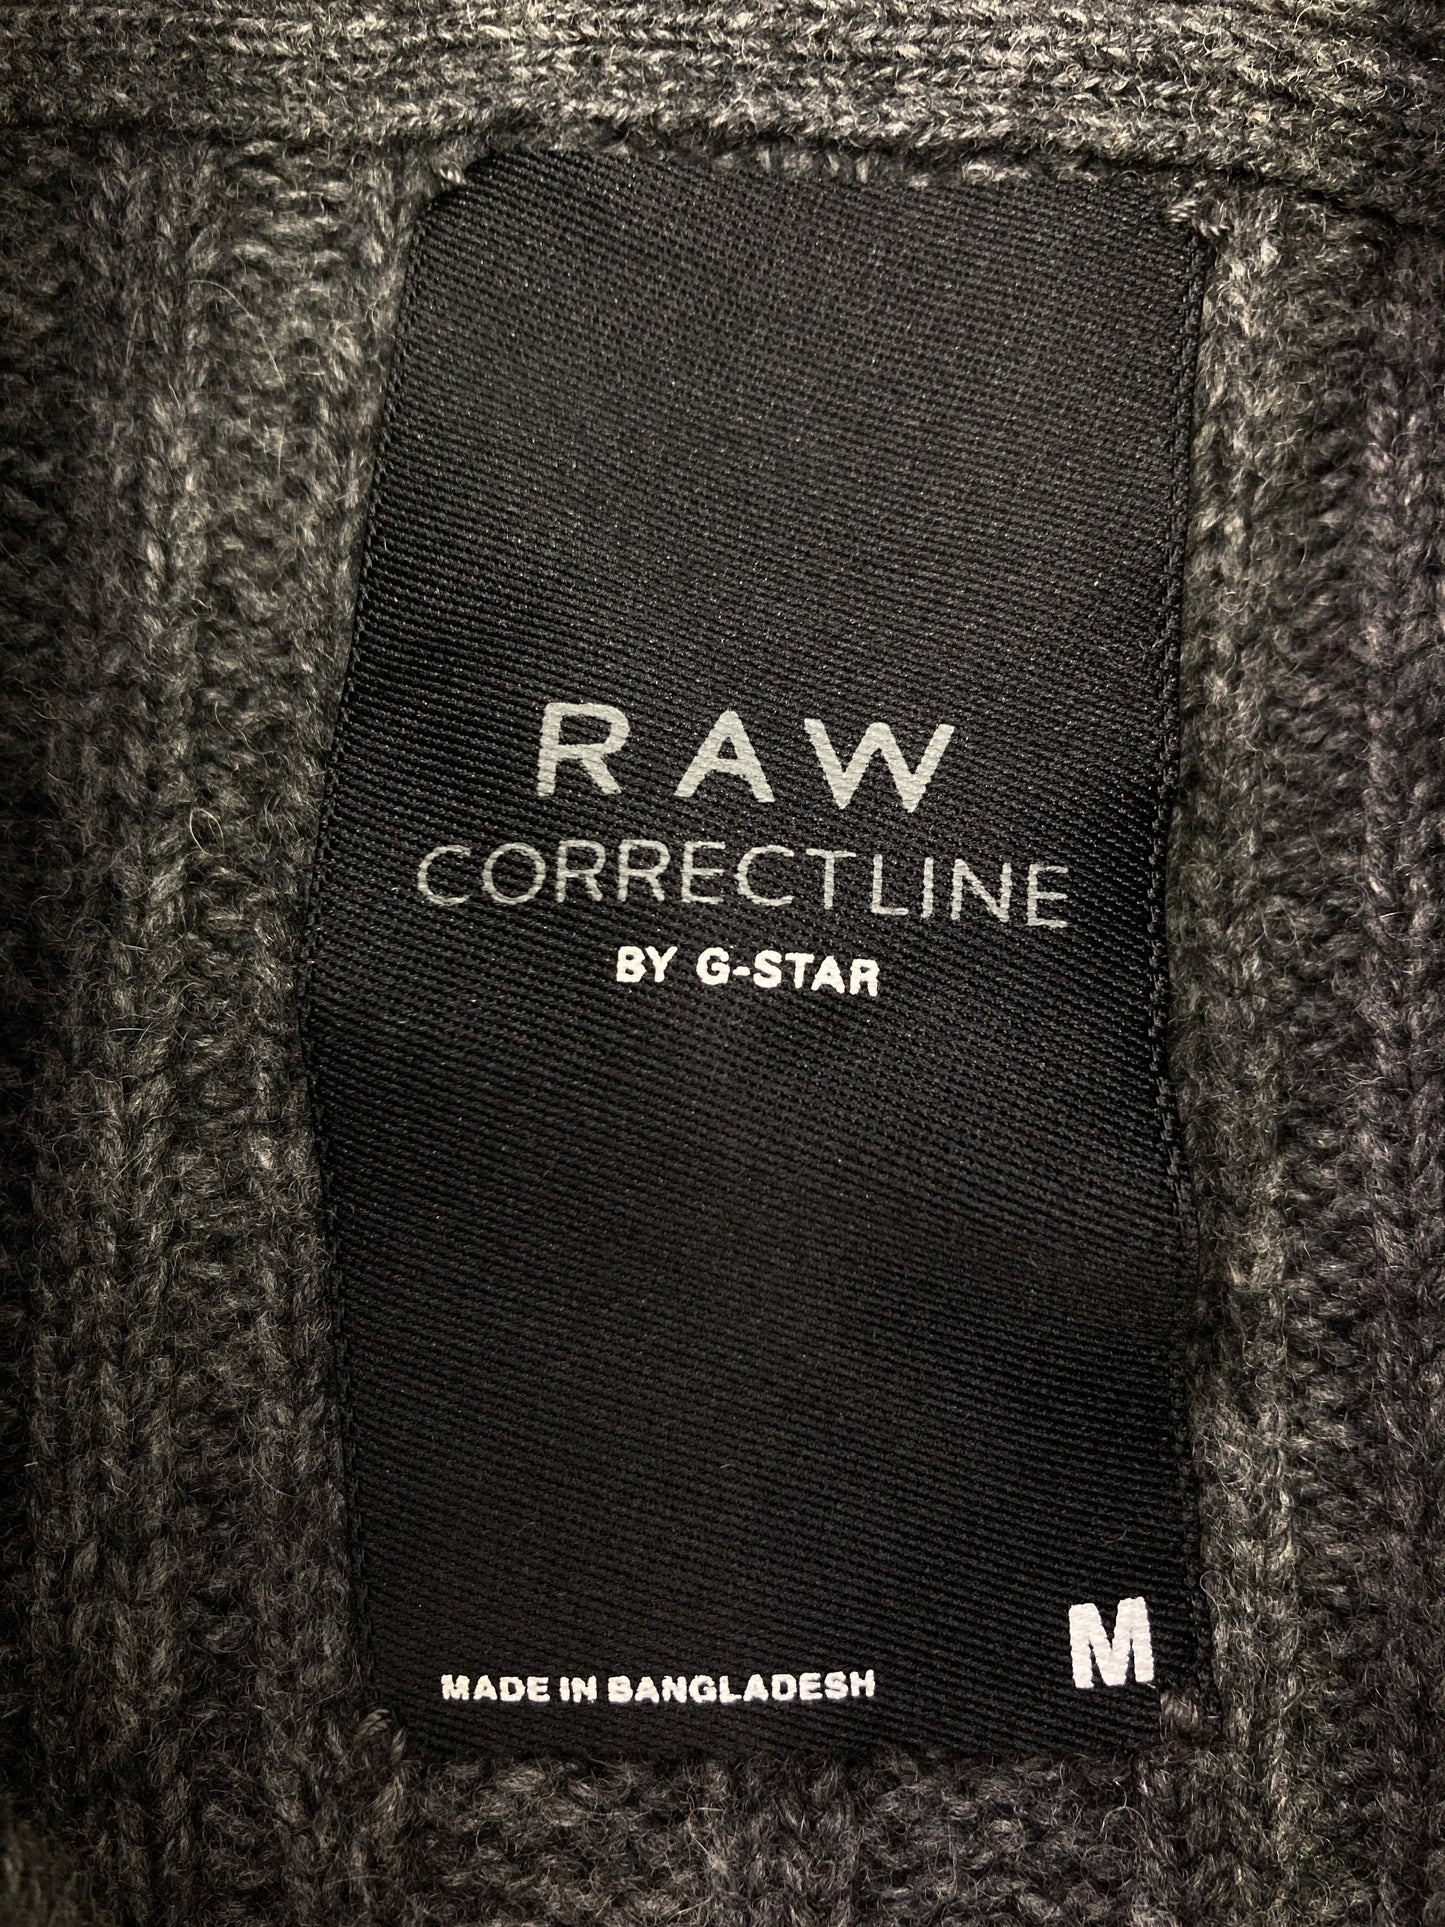 RAW
CORRECTLINE
BY G-STAR
M
MADE IN BANGLADESH